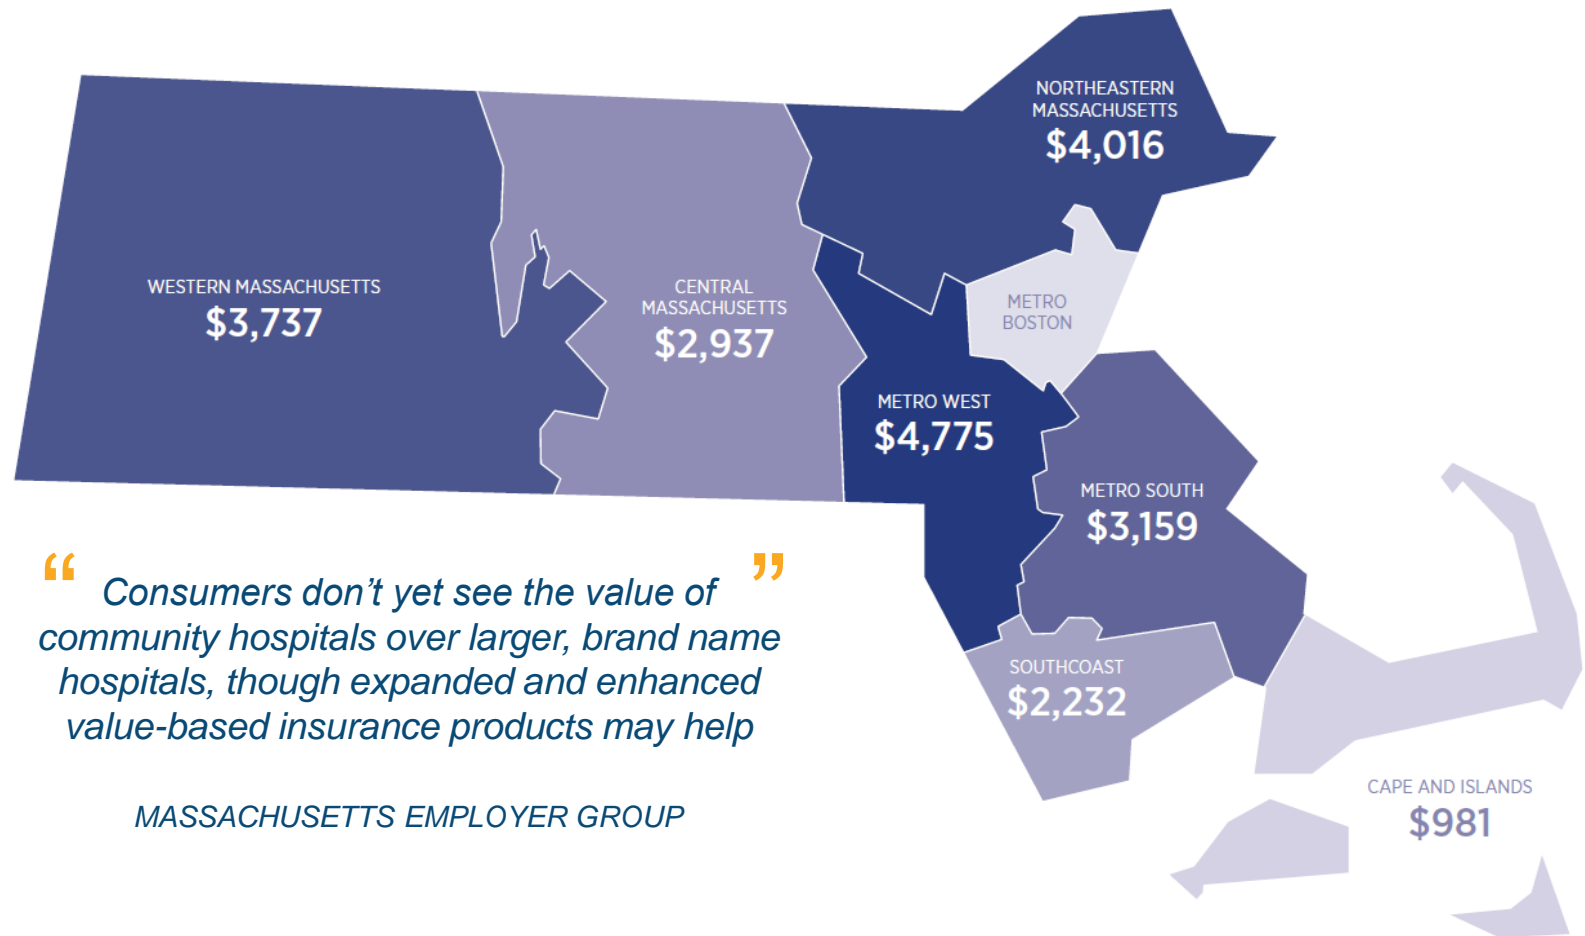 NORTHEASTERN
MASSACHUSETTS
$4,016
WESTERN MASSACHUSETTS
$3,737
CENTRAL
MASSACHUSETTS
$2,937
METRO
BOSTON
METRO WEST
$4,775
METRO SOUTH
$3,159
SOUTHCOAST
$2,232
CAPE AND ISLANDS
$981
“ Consumers don’t yet see the value of ”
community hospitals over larger, brand name
hospitals, though expanded and enhanced
value-based insurance products may help
MASSACHUSETTS EMPLOYER GROUP